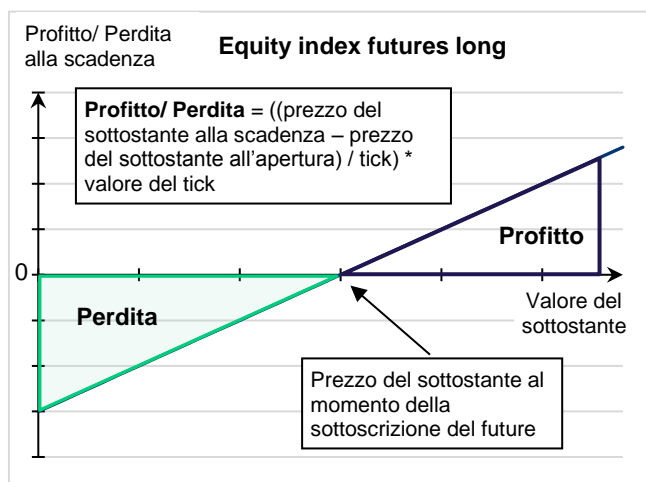 Profitto/ Perdita
alla scadenza
Equity index futures long
Profitto/ Perdita = ((prezzo del
sottostante alla scadenza – prezzo
del sottostante all'apertura) / tick) *
valore del tick
Profitto
0
Perdita
Valore del
sottostante
Prezzo del sottostante al
momento della
sottoscrizione del future